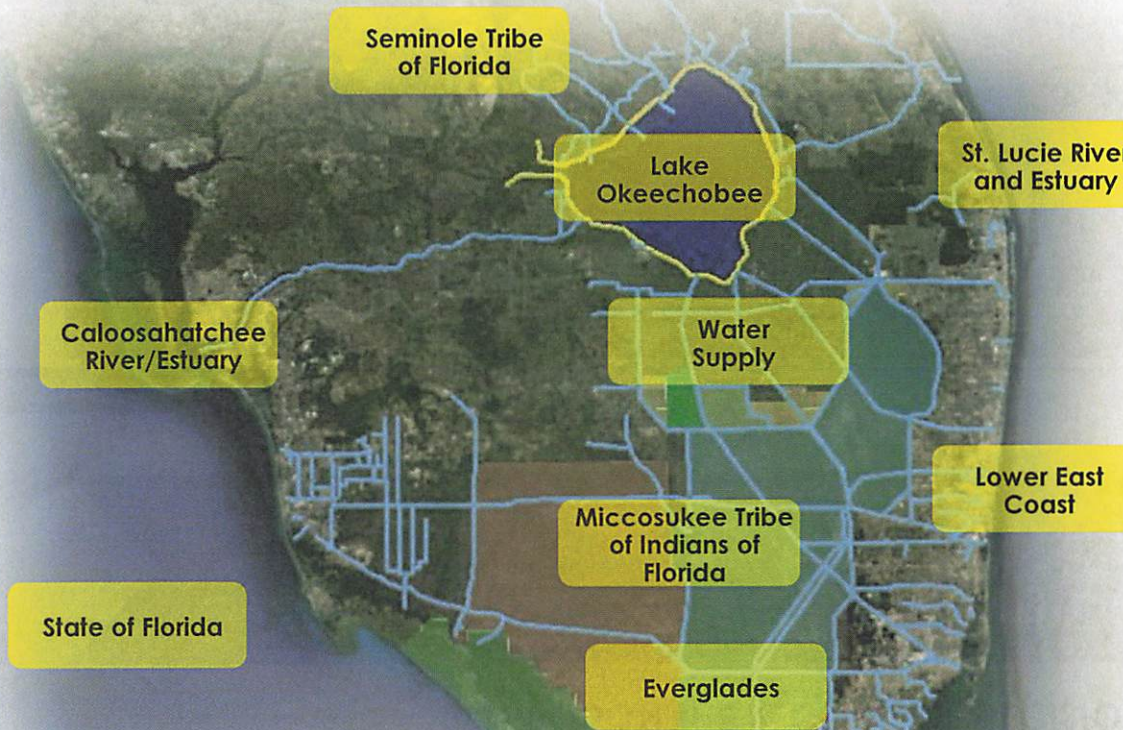 Seminole Tribe
of Florida
Lake
Okeechobee
St. Lucie River
and Estuary
Caloosahatchee
River/Estuary
Water
Supply
Lower East
Coast
Miccosukee Tribe
of Indians of
Florida
State of Florida
Everglades